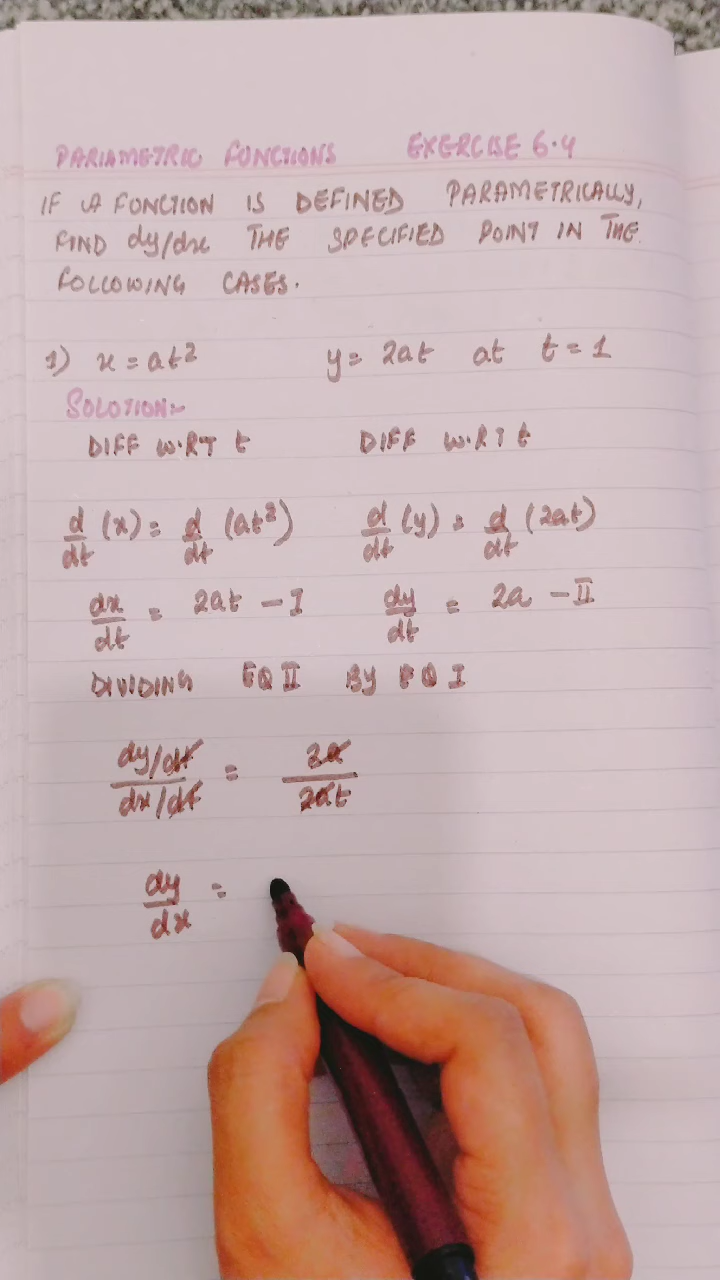 PARAMETRIC FUNCTIONS EXERCISE 6.4
IF A FUNCTION IS DEFINED PARAMETRICALLY,
FIND dy/dx THE SPECIFIED POINT IN THE
FOLLOWING CASES.
1) x = at² y = 2at at t = 1
SOLUTION:-
DIFF W.R.T t DIFF W.R.T t
d/dt (x) = d/dt (at²) d/dt (y) = d/dt (2at)
dx/dt = 2at - I dy/dt = 2a - II
DIVIDING EQ II BY EQ I
dy/dt / dx/dt = 2a / 2at
dy/dx =